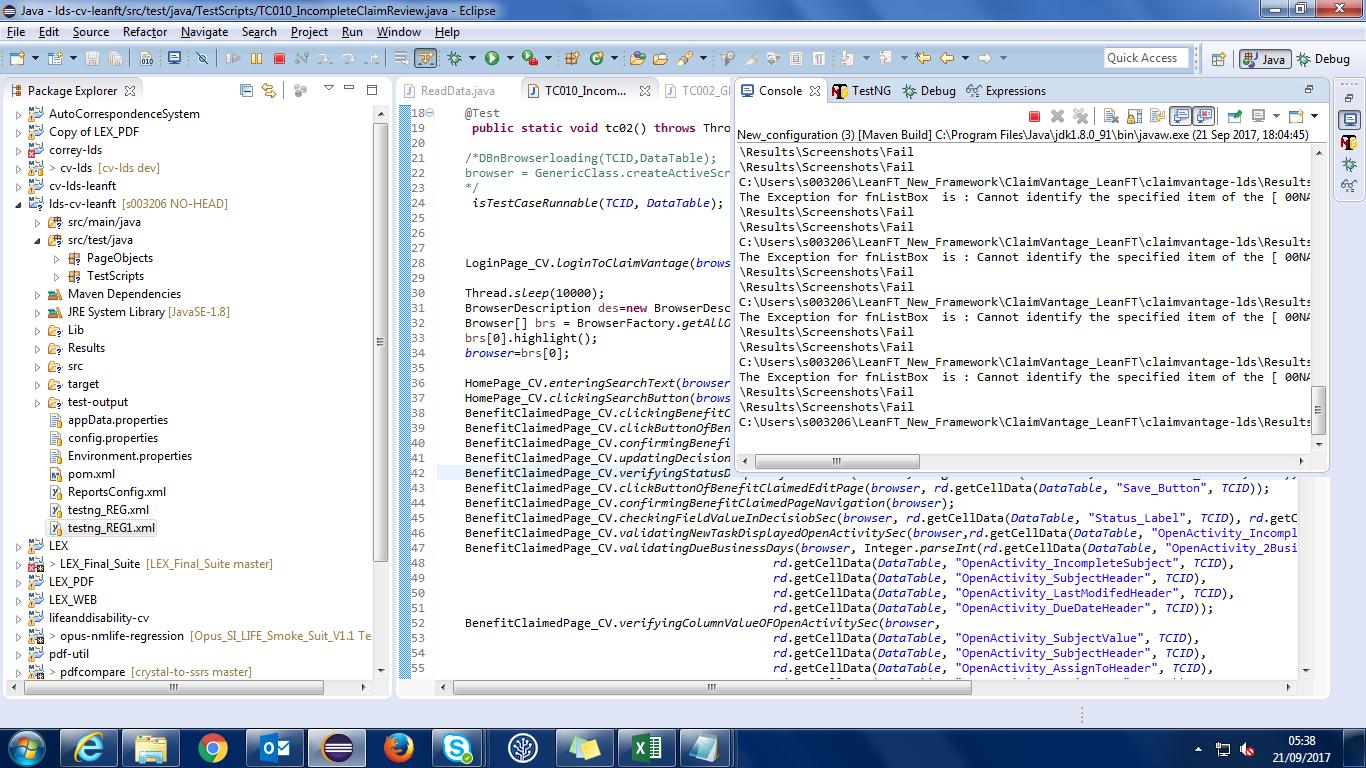 Java - lds-cv-leanft/src/test/java/TestScripts/TC010_IncompleteClaimReview.java - Eclipse
File Edit Source Refactor Navigate Search Project Run Window Help
Quick Access Java Debug
Package Explorer
AutoCorrespondenceSystem
Copy of LEX_PDF
correy-lds
> cv-lds [cv-lds dev]
cv-lds-leanft
lds-cv-leanft [s003206 NO-HEAD]
src/main/java
src/test/java
PageObjects
TestScripts
Maven Dependencies
JRE System Library [JavaSE-1.8]
Lib
Results
src
target
test-output
appData.properties
config.properties
Environment.properties
pom.xml
ReportsConfig.xml
testng_REG.xml
testng_REG1.xml
LEX
> LEX_Final_Suite [LEX_Final_Suite master]
LEX_PDF
LEX_WEB
lifeanddisability-cv
> opus-nmlife-regression [Opus_SI_LIFE_Smoke_Suit_V1.1 Te
pdf-util
> pdfcompare [crystal-to-ssrs master]
ReadData.java TC010_Incom... TC002_Gl
18 @Test
19 public static void tc02() throws Thro
20
21 /*DBnBrowserloading(TCID,DataTable);
22 browser = GenericClass.createActiveScr
23 */
24 isTestCaseRunnable(TCID, DataTable);
25
26
27
28 LoginPage_CV.loginToClaimVantage(brows
29
30 Thread.sleep(10000);
31 BrowserDescription des=new BrowserDesc
32 Browser[] brs = BrowserFactory.getAllO
33 brs[0].highlight();
34 browser=brs[0];
35
36 HomePage_CV.enteringSearchText(browser
37 HomePage_CV.clickingSearchButton(brows
38 BenefitClaimedPage_CV.clickingBenefitC
39 BenefitClaimedPage_CV.clickButtonOfBen
40 BenefitClaimedPage_CV.confirmingBenefi
41 BenefitClaimedPage_CV.updatingDecision
42 BenefitClaimedPage_CV.verifyingStatusD
43 BenefitClaimedPage_CV.clickButtonOfBenefitClaimedEditPage(browser, rd.getCellData(DataTable, "Save_Button", TCID));
44 BenefitClaimedPage_CV.confirmingBenefitClaimedPageNavigation(browser);
45 BenefitClaimedPage_CV.checkingFieldValueInDecisiobSec(browser, rd.getCellData(DataTable, "Status_Label", TCID), rd.getC
46 BenefitClaimedPage_CV.validatingNewTaskDisplayedOpenActivitySec(browser,rd.getCellData(DataTable, "OpenActivity_Incompl
47 BenefitClaimedPage_CV.validatingDueBusinessDays(browser, Integer.parseInt(rd.getCellData(DataTable, "OpenActivity_2Busi
48 rd.getCellData(DataTable, "OpenActivity_IncompleteSubject", TCID),
49 rd.getCellData(DataTable, "OpenActivity_SubjectHeader", TCID),
50 rd.getCellData(DataTable, "OpenActivity_LastModifedHeader", TCID),
51 rd.getCellData(DataTable, "OpenActivity_DueDateHeader", TCID));
52 BenefitClaimedPage_CV.verifyingColumnValueOFOpenActivitySec(browser,
53 rd.getCellData(DataTable, "OpenActivity_SubjectValue", TCID),
54 rd.getCellData(DataTable, "OpenActivity_SubjectHeader", TCID),
55 rd.getCellData(DataTable, "OpenActivity_AssignToHeader", TCID),
Console TestNG Debug Expressions
New_configuration (3) [Maven Build] C:\Program Files\Java\jdk1.8.0_91\bin\javaw.exe (21 Sep 2017, 18:04:45)
\Results\Screenshots\Fail
\Results\Screenshots\Fail
C:\Users\s003206\LeanFT_New_Framework\ClaimVantage_LeanFT\claimvantage-lds\Results
The Exception for fnListBox  is : Cannot identify the specified item of the [ 00NA
\Results\Screenshots\Fail
\Results\Screenshots\Fail
C:\Users\s003206\LeanFT_New_Framework\ClaimVantage_LeanFT\claimvantage-lds\Results
The Exception for fnListBox  is : Cannot identify the specified item of the [ 00NA
\Results\Screenshots\Fail
\Results\Screenshots\Fail
C:\Users\s003206\LeanFT_New_Framework\ClaimVantage_LeanFT\claimvantage-lds\Results
The Exception for fnListBox  is : Cannot identify the specified item of the [ 00NA
\Results\Screenshots\Fail
\Results\Screenshots\Fail
C:\Users\s003206\LeanFT_New_Framework\ClaimVantage_LeanFT\claimvantage-lds\Results
The Exception for fnListBox  is : Cannot identify the specified item of the [ 00NA
\Results\Screenshots\Fail
\Results\Screenshots\Fail
C:\Users\s003206\LeanFT_New_Framework\ClaimVantage_LeanFT\claimvantage-lds\Results
05:38
21/09/2017